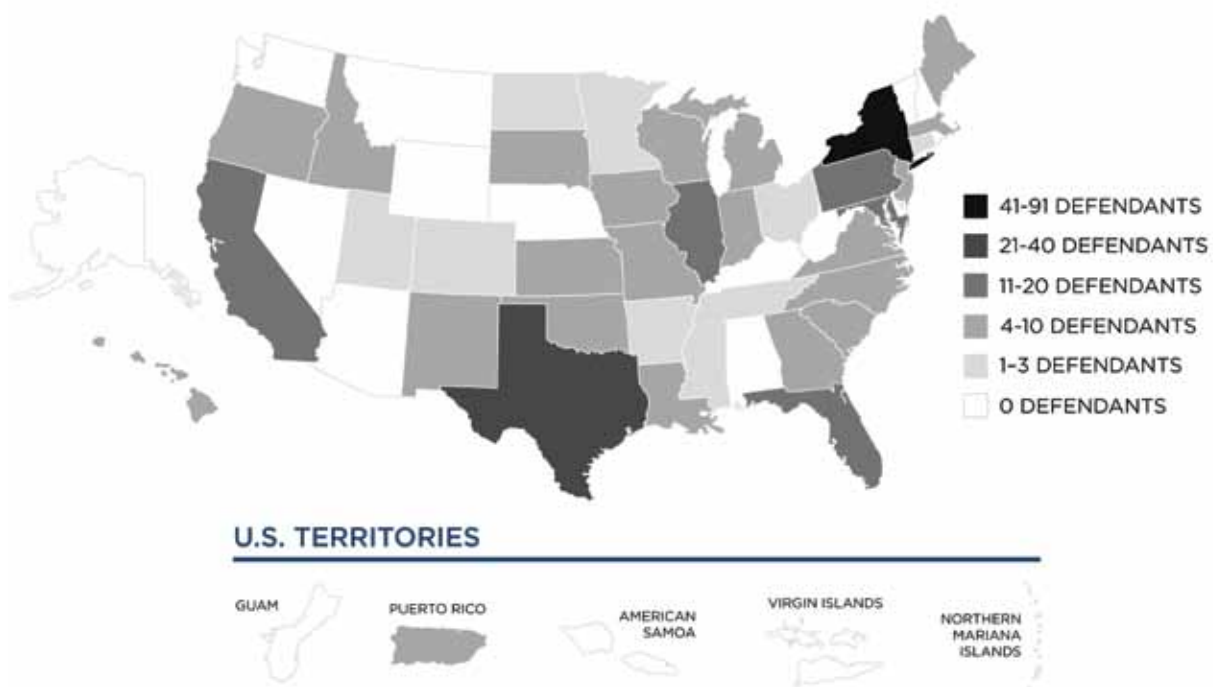 41-91 DEFENDANTS
21-40 DEFENDANTS
11-20 DEFENDANTS
4-10 DEFENDANTS
1-3 DEFENDANTS
0 DEFENDANTS
U.S. TERRITORIES
GUAM
PUERTO RICO
AMERICAN
SAMOA
VIRGIN ISLANDS
NORTHERN
MARIANA
ISLANDS